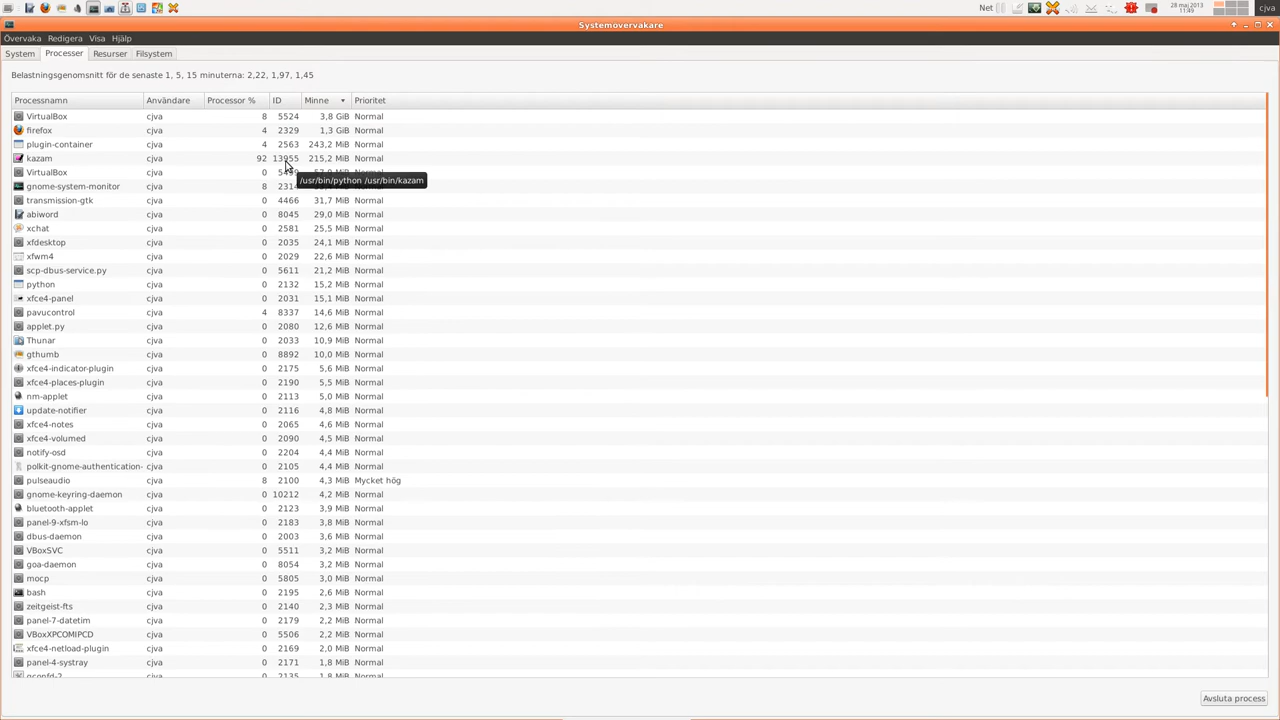 Net
28 maj 2013
11:49
cjva
Systemovervakare
Övervaka Redigera Visa Hjälp
System Processer Resurser Filsystem
Belastningsgenomsnitt för de senaste 1, 5, 15 minuterna: 2,22, 1,97, 1,45
Processnamn Användare Processor % ID Minne Prioritet
VirtualBox cjva 8 5524 3,8 GiB Normal
firefox cjva 4 2329 1,3 GiB Normal
plugin-container cjva 4 2563 243,2 MiB Normal
kazam cjva 92 13955 215,2 MiB Normal
VirtualBox cjva 0 Normal
/usr/bin/python /usr/bin/kazam
gnome-system-monitor cjva 8
transmission-gtk cjva 0 4466 31,7 MiB Normal
abiword cjva 0 8045 29,0 MiB Normal
xchat cjva 0 2581 25,5 MiB Normal
xfdesktop cjva 0 2035 24,1 MiB Normal
xfwm4 cjva 0 2029 22,6 MiB Normal
scp-dbus-service.py cjva 0 5611 21,2 MiB Normal
python cjva 0 2132 15,2 MiB Normal
xfce4-panel cjva 0 2031 15,1 MiB Normal
pavucontrol cjva 4 8337 14,6 MiB Normal
applet.py cjva 0 2080 12,6 MiB Normal
Thunar cjva 0 2033 10,9 MiB Normal
gthumb cjva 0 8892 10,0 MiB Normal
xfce4-indicator-plugin cjva 0 2175 5,6 MiB Normal
xfce4-places-plugin cjva 0 2190 5,5 MiB Normal
nm-applet cjva 0 2113 5,0 MiB Normal
update-notifier cjva 0 2116 4,8 MiB Normal
xfce4-notes cjva 0 2065 4,6 MiB Normal
xfce4-volumed cjva 0 2090 4,5 MiB Normal
notify-osd cjva 0 2204 4,4 MiB Normal
polkit-gnome-authentication- cjva 0 2105 4,4 MiB Normal
pulseaudio cjva 8 2100 4,3 MiB Mycket hög
gnome-keyring-daemon cjva 0 10212 4,2 MiB Normal
bluetooth-applet cjva 0 2123 3,9 MiB Normal
panel-9-xfsm-lo cjva 0 2183 3,8 MiB Normal
dbus-daemon cjva 0 2003 3,6 MiB Normal
VBoxSVC cjva 0 5511 3,2 MiB Normal
goa-daemon cjva 0 8054 3,2 MiB Normal
mocp cjva 0 5805 3,0 MiB Normal
bash cjva 0 2195 2,6 MiB Normal
zeitgeist-fts cjva 0 2140 2,3 MiB Normal
panel-7-datetim cjva 0 2179 2,2 MiB Normal
VBoxXPCOMIPCD cjva 0 5506 2,2 MiB Normal
xfce4-netload-plugin cjva 0 2169 2,0 MiB Normal
panel-4-systray cjva 0 2171 1,8 MiB Normal
gconfd-2 cjva 0 2135 1,8 MiB Normal
Avsluta process